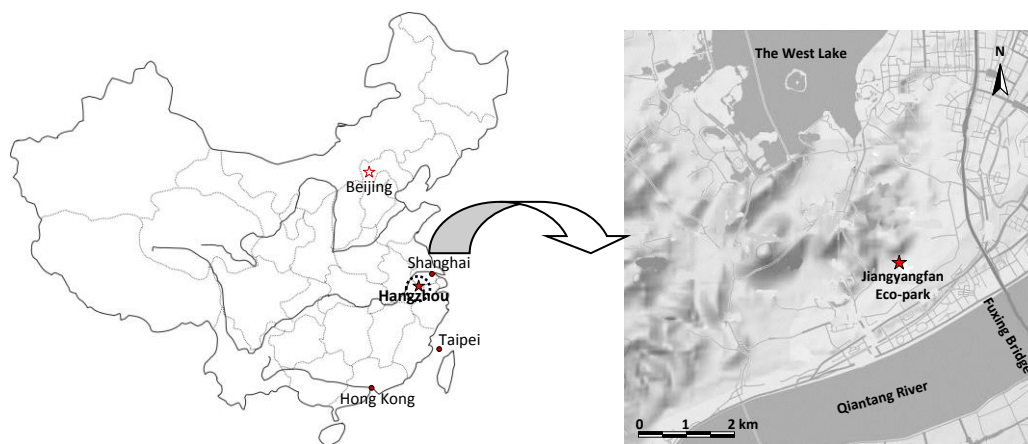 Beijing
Shanghai
Hangzhou
Taipei
Hong Kong
The West Lake
N
Jiangyangfan
Eco-park
Fuxing Bridge
Qiantang River
0 1 2 km